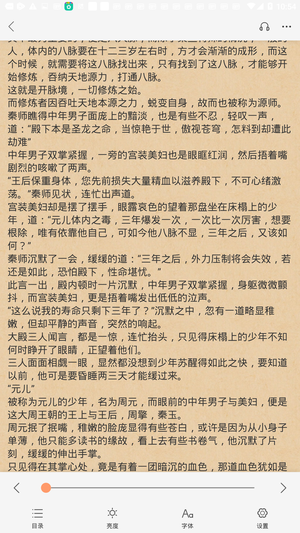 人，体内的八脉要在十二三岁左右时，方才会渐渐的成形，而这
个时候，就需要将这八脉找出来，只有找到了这八脉，才能够开
始修炼，吞纳天地源力，打通八脉。
这就是开脉境，一切修炼之始。
而修炼者因吞吐天地本源之力，蜕变自身，故而也被称为源师。
秦师瞧得中年男子面庞上的黯淡，也是有些不忍，轻叹一声，
道：“殿下本是圣龙之命，当惊艳于世，傲视苍穹，怎料到却遭此
劫难”
中年男子双掌紧握，一旁的宫装美妇也是眼眶红润，然后捂着嘴
剧烈的咳嗽了两声。
“王后保重身体，您先前损失大量精血以滋养殿下，不可心绪激
荡。”秦师见状，连忙出声道。
宫装美妇却是摆了摆手，眼露哀色的望着那盘坐在床榻上的少
年，道：“元儿体内之毒，三年爆发一次，一次比一次厉害，想要
根除，唯有依靠他自己，可如今他八脉不显，三年之后，又该如
何？”
秦师沉默了一会，缓缓的道：“三年之后，外力压制将会失效，若
还是如此，恐怕殿下，性命堪忧。”
此言一出，殿内顿时一片沉默，中年男子双掌紧握，身躯微微颤
抖，而宫装美妇，更是捂着嘴发出低低的泣声。
“这么说我的寿命只剩下三年了？”沉默之中，忽有一道略显稚
嫩，但却平静的声音，突然的响起。
大殿三人闻言，都是一惊，连忙抬头，只见得床榻上的少年不知
何时睁开了眼睛，正望着他们。
三人面面相觑一眼，显然都没想到少年苏醒得如此之快，要知道
以前，他可是要昏睡两三天才能缓过来。
“元儿”
被称为元儿的少年，名为周元，而眼前的中年男子与美妇，便是
这大周王朝的王上与王后，周擎，秦玉。
周元抿了抿嘴，稚嫩的脸庞显得有些苍白，或许是因为从小身子
单薄，他只能多读书的缘故，看上去有些书卷气，他沉默了片
刻，缓缓的伸出手掌。
只见得在其掌心处，竟是有着一团暗沉的血色，那道血色犹如是
目录
亮度
字体
设置